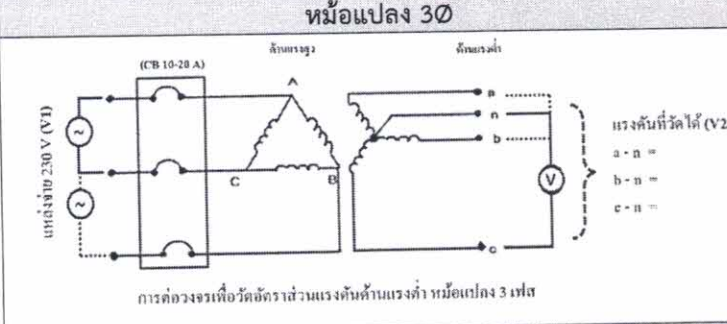 หม้อแปลง 3Ø
ด้านแรงสูง
ด้านแรงต่ำ
(CB 10-20 A)
A
a
n
b
แรงดันที่วัดได้ (V2
a - n =
b - n =
c - n =
C
B
V
c
~
~
แหล่งจ่าย 230 V (V1)
การต่อวงจรเพื่อวัดอัตราส่วนแรงดันด้านแรงต่ำ หม้อแปลง 3 เฟส